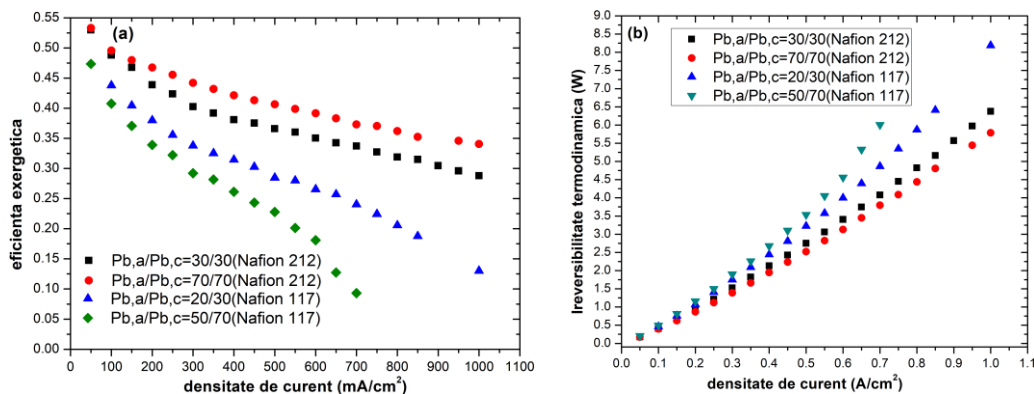 (a)
eficienta exergetica
0.55
0.50
0.45
0.40
0.35
0.30
0.25
0.20
0.15
0.10
0.05
0.00
Pb,a/Pb,c=30/30(Nafion 212)
Pb,a/Pb,c=70/70(Nafion 212)
Pb,a/Pb,c=20/30(Nafion 117)
Pb,a/Pb,c=50/70(Nafion 117)
0 100 200 300 400 500 600 700 800 900 1000 1100
densitate de curent (mA/cm²)
(b)
Ireversibilitate termodinamica (W)
9.0
8.5
8.0
7.5
7.0
6.5
6.0
5.5
5.0
4.5
4.0
3.5
3.0
2.5
2.0
1.5
1.0
0.5
0.0
Pb,a/Pb,c=30/30(Nafion 212)
Pb,a/Pb,c=70/70(Nafion 212)
Pb,a/Pb,c=20/30(Nafion 117)
Pb,a/Pb,c=50/70(Nafion 117)
0.0 0.1 0.2 0.3 0.4 0.5 0.6 0.7 0.8 0.9 1.0 1.1
densitate de curent (A/cm²)